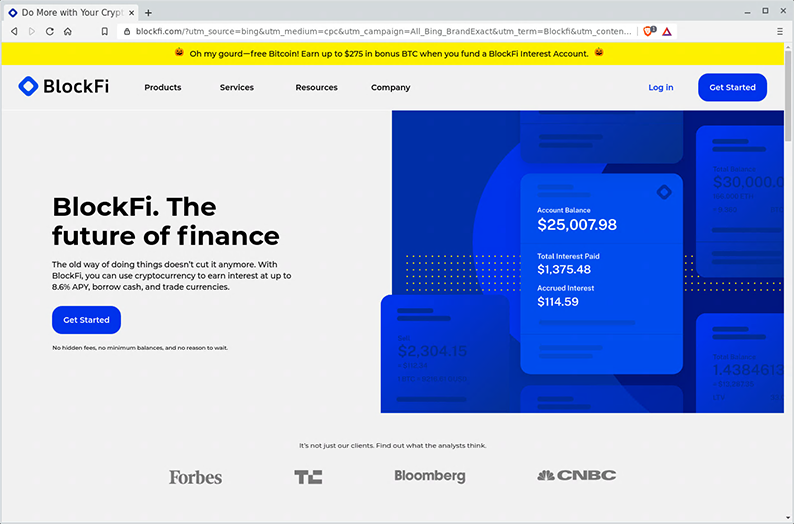 Do More with Your Crypt
blockfi.com/?utm_source=bing&utm_medium=cpc&utm_campaign=All_Bing_BrandExact&utm_term=Blockfi&utm_conten...
1
Oh my gourd—free Bitcoin! Earn up to $275 in bonus BTC when you fund a BlockFi Interest Account.
BlockFi
Products
Services
Resources
Company
Log in
Get Started
BlockFi. The
future of finance
The old way of doing things doesn't cut it anymore. With
BlockFi, you can use cryptocurrency to earn interest at up to
8.6% APY, borrow cash, and trade currencies.
Get Started
No hidden fees, no minimum balances, and no reason to wait.
Account Balance
$25,007.98
Total Interest Paid
$1,375.48
Accrued Interest
$114.59
$30,000.0
$2,304.15
1.4384613
It's not just our clients. Find out what the analysts think.
Forbes
TC
Bloomberg
CNBC